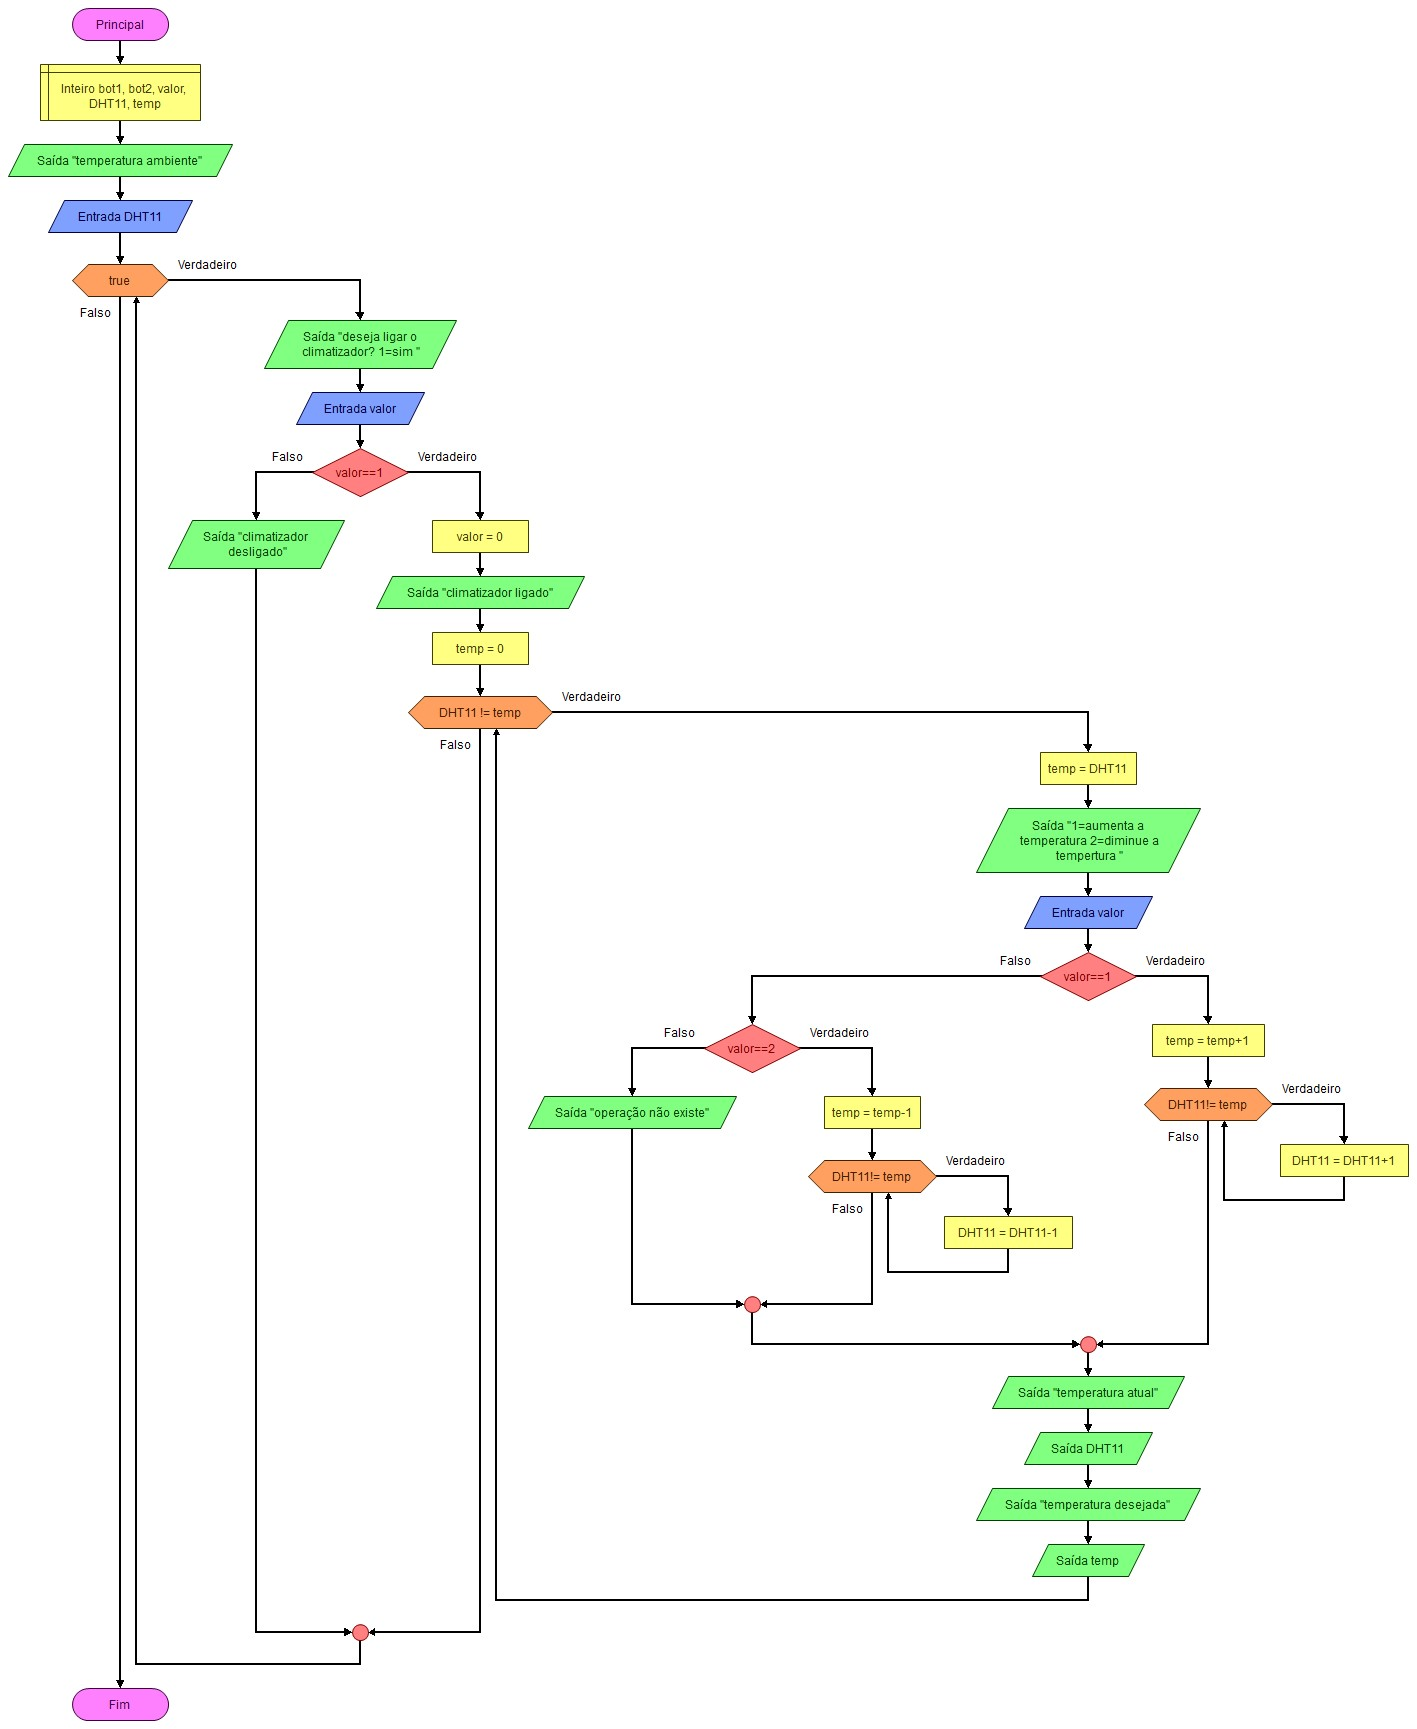 Principal
Inteiro bot1, bot2, valor,
DHT11, temp
Saída "temperatura ambiente"
Entrada DHT11
true
Verdadeiro
Falso
Saída "deseja ligar o
climatizador? 1=sim "
Entrada valor
valor==1
Falso
Verdadeiro
Saída "climatizador
desligado"
valor = 0
Saída "climatizador ligado"
temp = 0
DHT11 != temp
Verdadeiro
Falso
temp = DHT11
Saída "1=aumenta a
temperatura 2=diminue a
tempertura "
Entrada valor
valor==1
Falso
Verdadeiro
valor==2
Falso
Verdadeiro
Saída "operação não existe"
temp = temp-1
DHT11!= temp
Verdadeiro
Falso
DHT11 = DHT11-1
temp = temp+1
DHT11!= temp
Verdadeiro
Falso
DHT11 = DHT11+1
Saída "temperatura atual"
Saída DHT11
Saída "temperatura desejada"
Saída temp
Fim